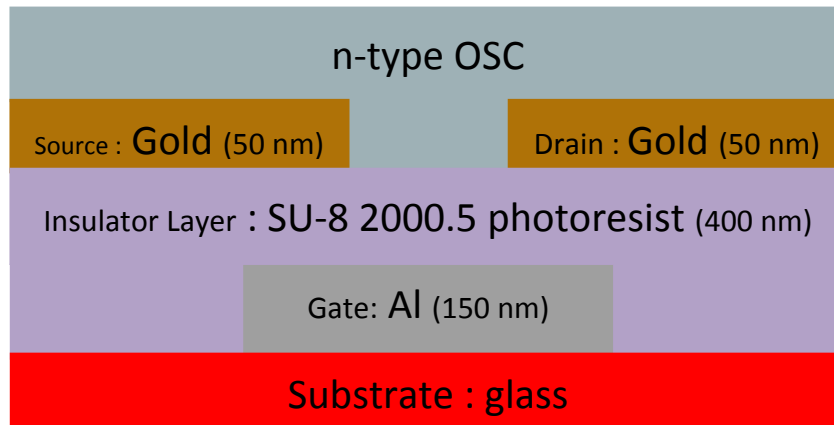 n-type OSC
Source : Gold (50 nm)
Drain : Gold (50 nm)
Insulator Layer : SU-8 2000.5 photoresist (400 nm)
Gate: Al (150 nm)
Substrate : glass